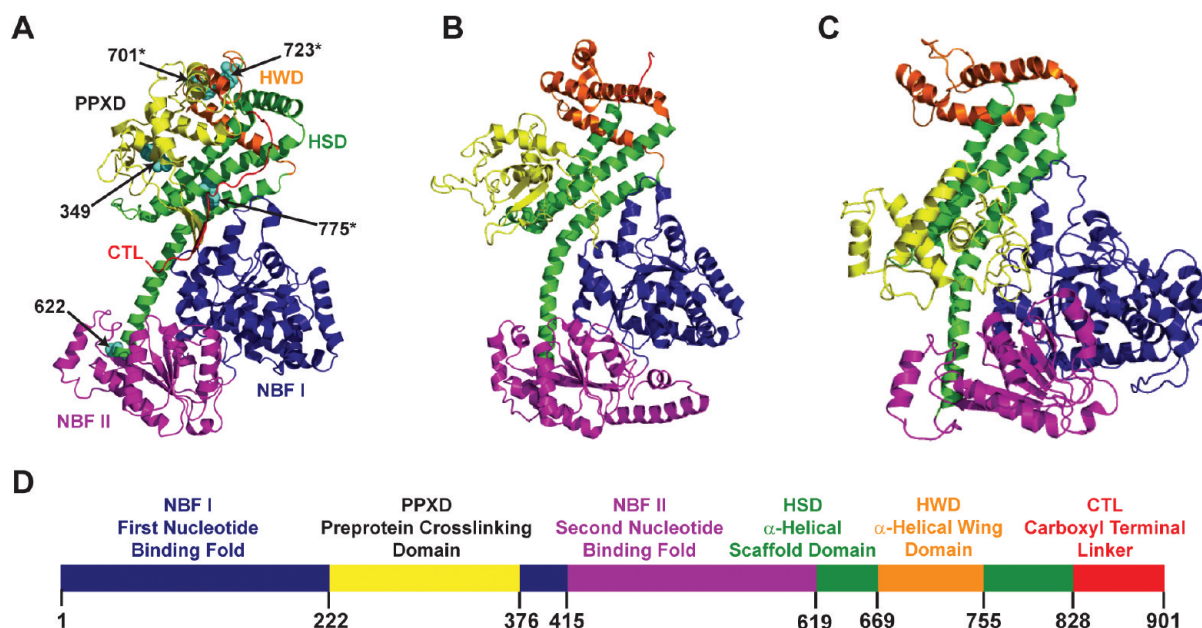 A
701*
723*
HWD
PPXD
HSD
349
775*
CTL
622
NBF I
NBF II
B
C
D
NBF I
First Nucleotide
Binding Fold
PPXD
Preprotein Crosslinking
Domain
NBF II
Second Nucleotide
Binding Fold
HSD
α-Helical
Scaffold Domain
HWD
α-Helical Wing
Domain
CTL
Carboxyl Terminal
Linker
1 222 376 415 619 669 755 828 901